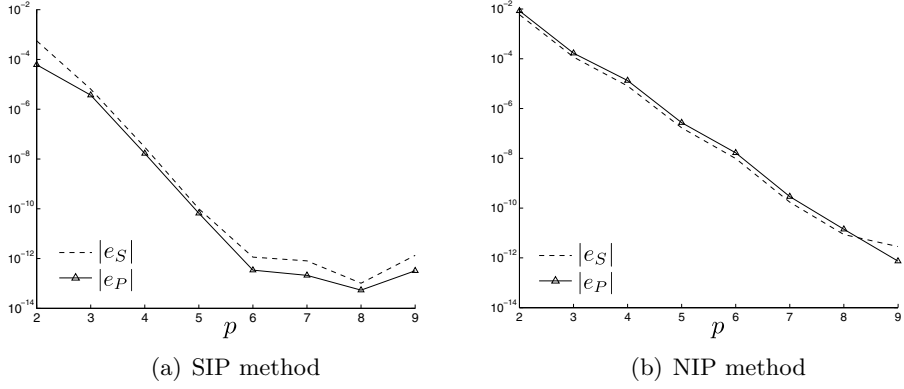 10⁻²
10⁻⁴
10⁻⁶
10⁻⁸
10⁻¹⁰
10⁻¹²
10⁻¹⁴
|e_S|
|e_P|
2 3 4 5 6 7 8 9
p
(a) SIP method
10⁻²
10⁻⁴
10⁻⁶
10⁻⁸
10⁻¹⁰
10⁻¹²
10⁻¹⁴
|e_S|
|e_P|
2 3 4 5 6 7 8 9
p
(b) NIP method